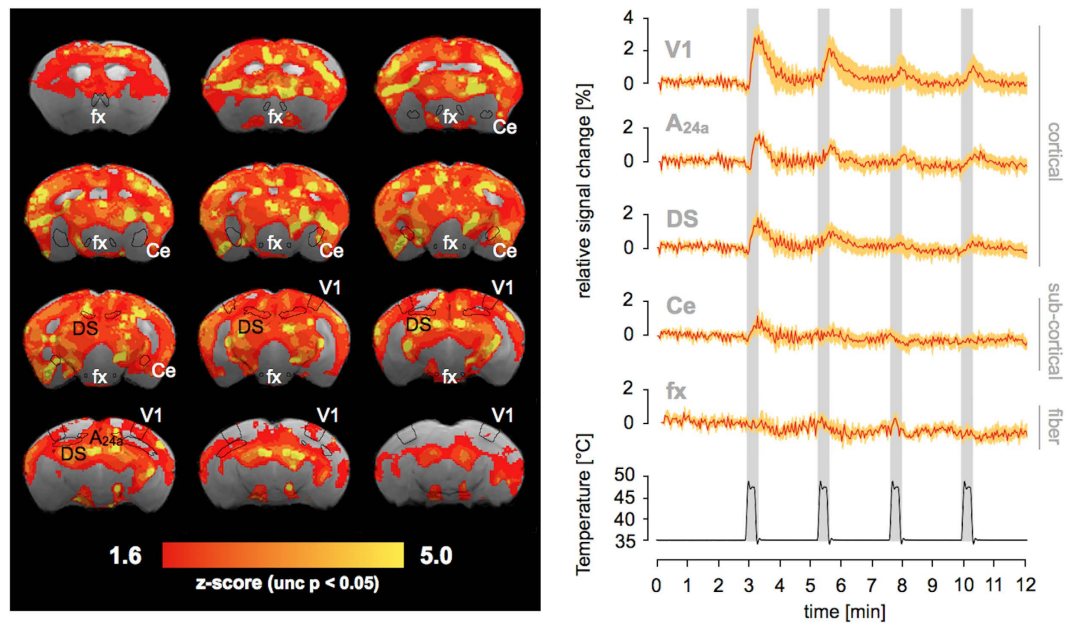 fx
fx
fx
Ce
fx
Ce
fx
Ce
fx
Ce
V1
V1
DS
DS
DS
fx
Ce
fx
fx
V1
V1
V1
A24a
DS
1.6
5.0
z-score (unc p < 0.05)
relative signal change [%]
4
2
0
V1
2
0
A24a
2
0
DS
2
0
Ce
2
0
fx
cortical
sub-cortical
fiber
Temperature [°C]
50
45
40
35
0 1 2 3 4 5 6 7 8 9 10 11 12
time [min]